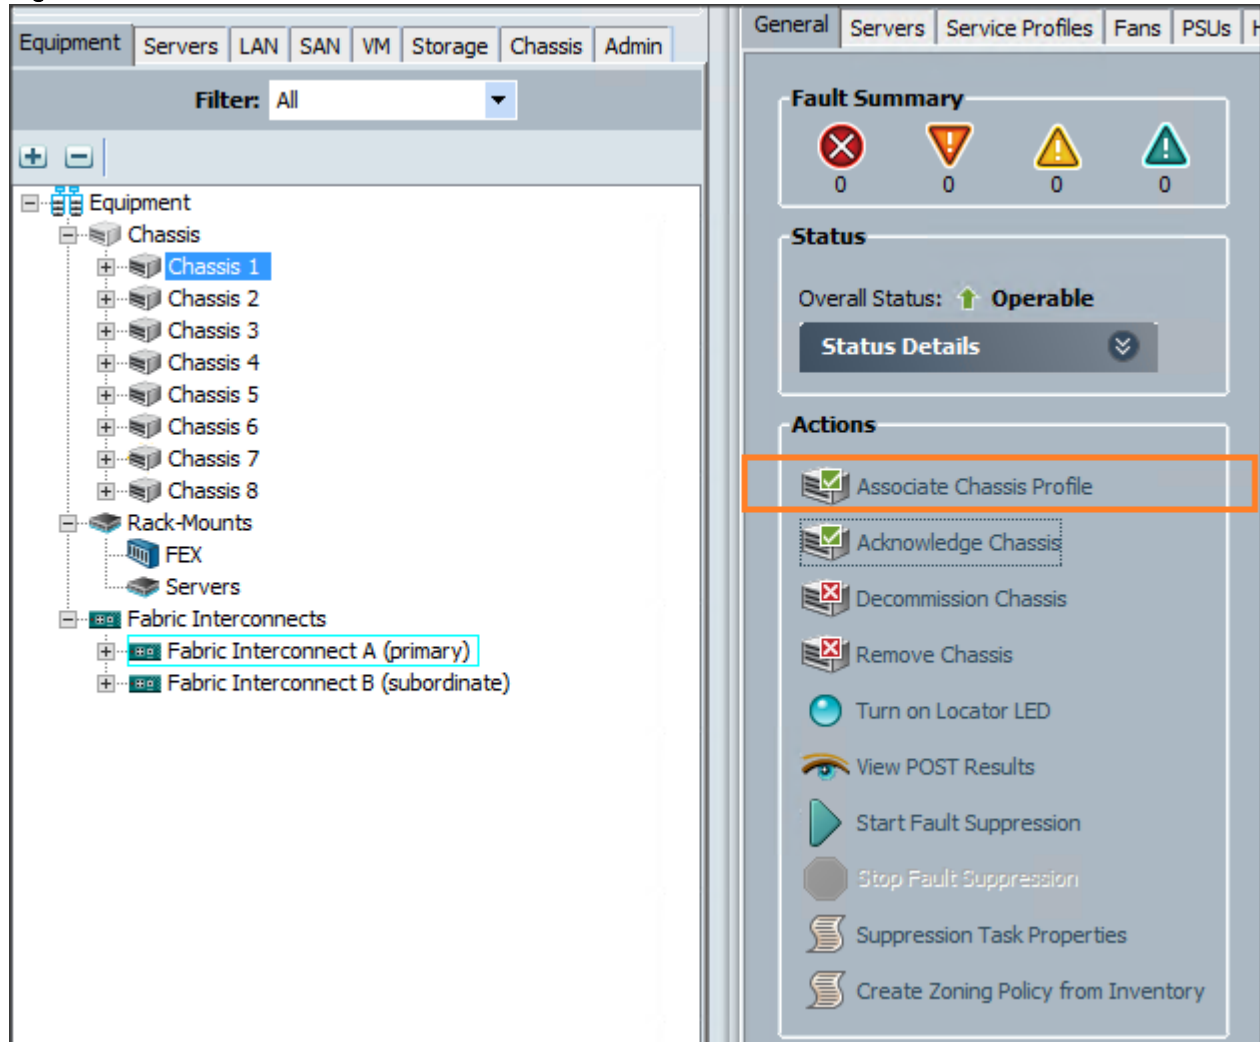 Equipment Servers LAN SAN VM Storage Chassis Admin
Filter: All
Equipment
Chassis
Chassis 1
Chassis 2
Chassis 3
Chassis 4
Chassis 5
Chassis 6
Chassis 7
Chassis 8
Rack-Mounts
FEX
Servers
Fabric Interconnects
Fabric Interconnect A (primary)
Fabric Interconnect B (subordinate)
General Servers Service Profiles Fans PSUs
Fault Summary
0 0 0 0
Status
Overall Status: Operable
Status Details
Actions
Associate Chassis Profile
Acknowledge Chassis
Decommission Chassis
Remove Chassis
Turn on Locator LED
View POST Results
Start Fault Suppression
Stop Fault Suppression
Suppression Task Properties
Create Zoning Policy from Inventory